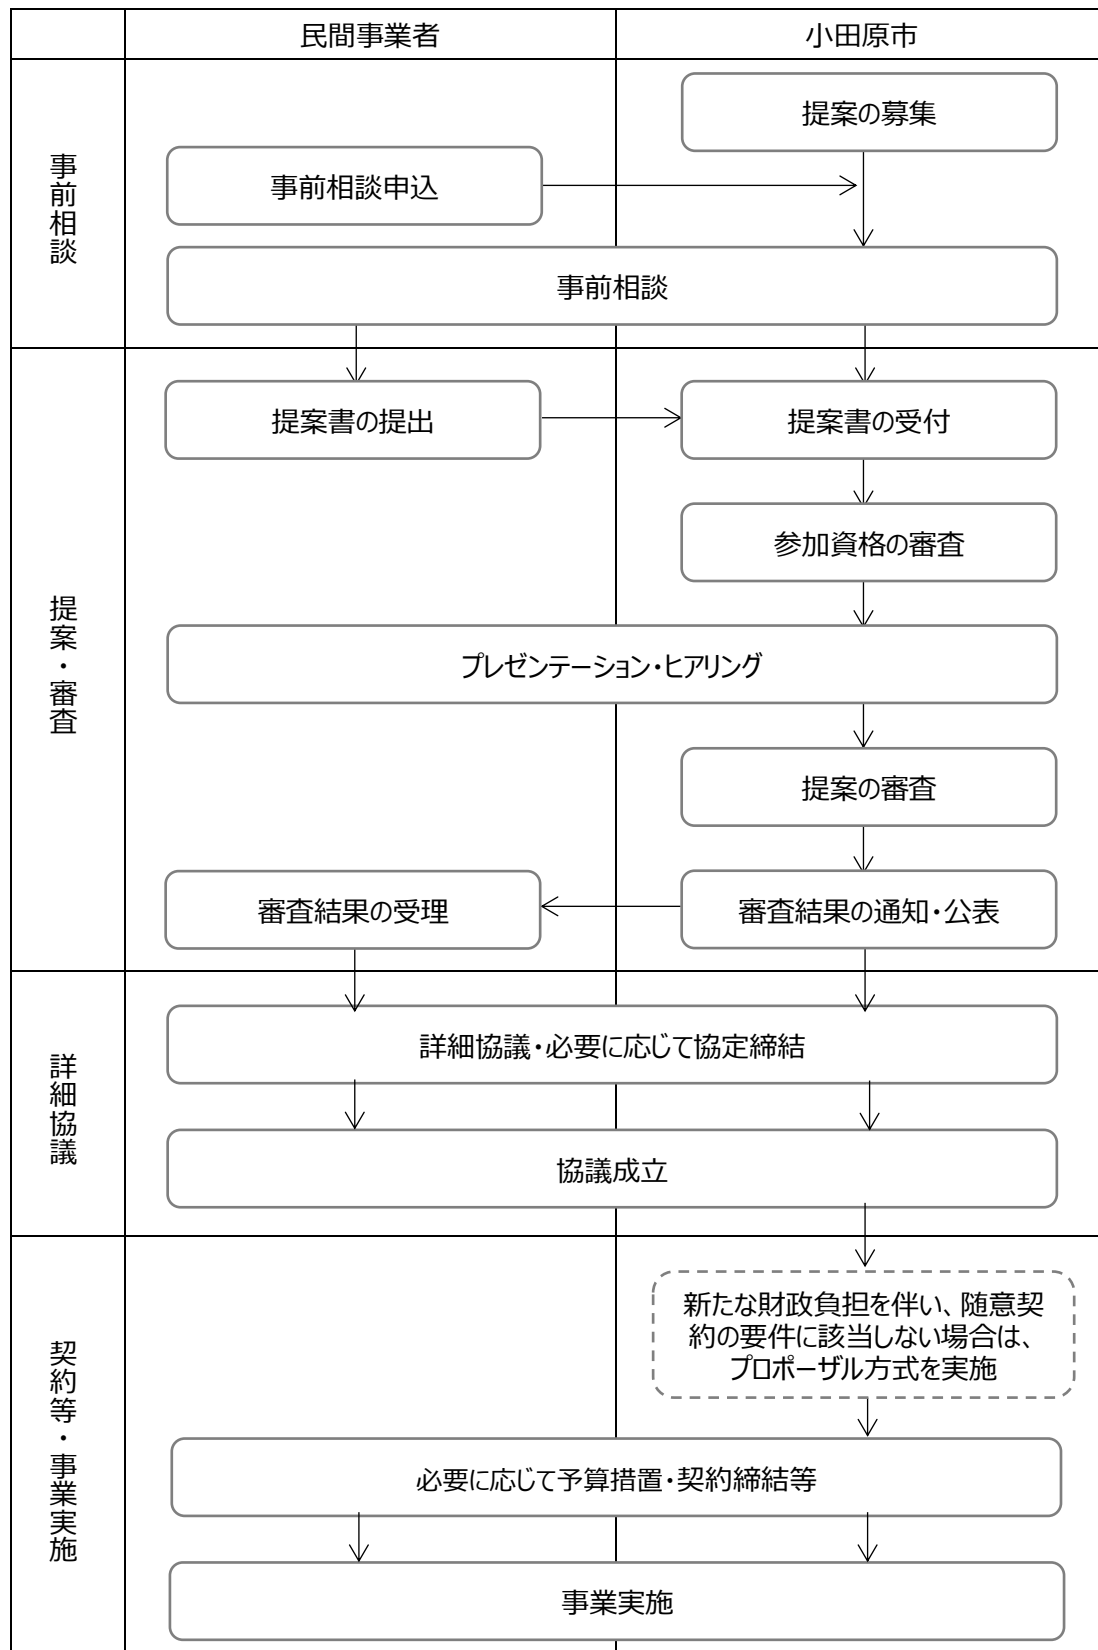 民間事業者
小田原市
事前相談
提案の募集
事前相談申込
事前相談
提案・審査
提案書の提出
提案書の受付
参加資格の審査
プレゼンテーション・ヒアリング
提案の審査
審査結果の受理
審査結果の通知・公表
詳細協議
詳細協議・必要に応じて協定締結
協議成立
契約等・事業実施
新たな財政負担を伴い、随意契
約の要件に該当しない場合は、
プロポーザル方式を実施
必要に応じて予算措置・契約締結等
事業実施